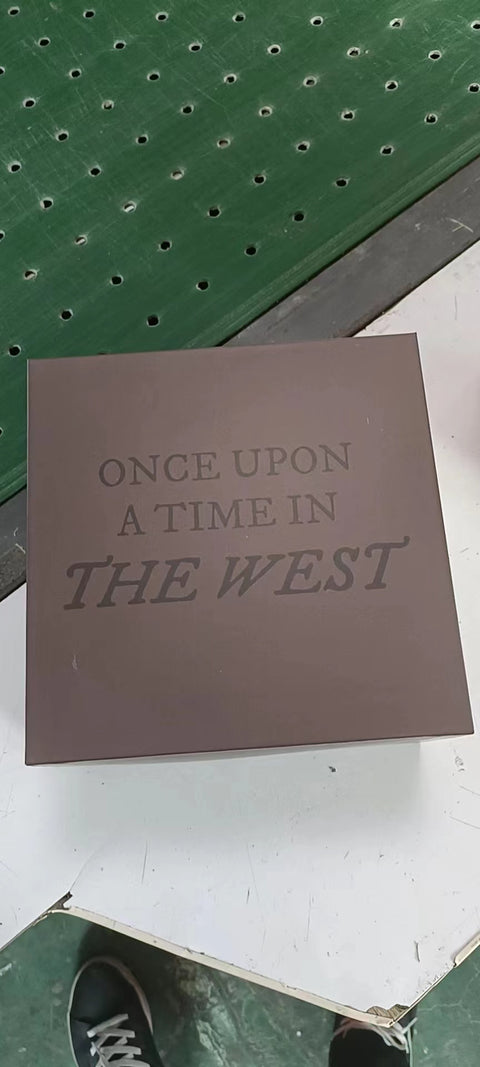 ONCE UPON
A TIME IN
THE WEST